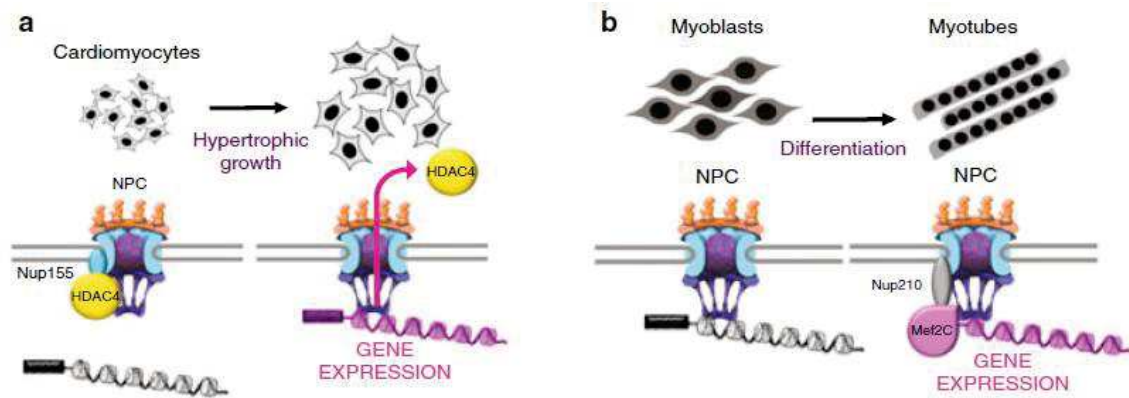 a
Cardiomyocytes
Hypertrophic
growth
HDAC4
NPC
Nup155
HDAC4
GENE
EXPRESSION
b
Myoblasts
Myotubes
Differentiation
NPC
NPC
Nup210
Mef2C
GENE
EXPRESSION